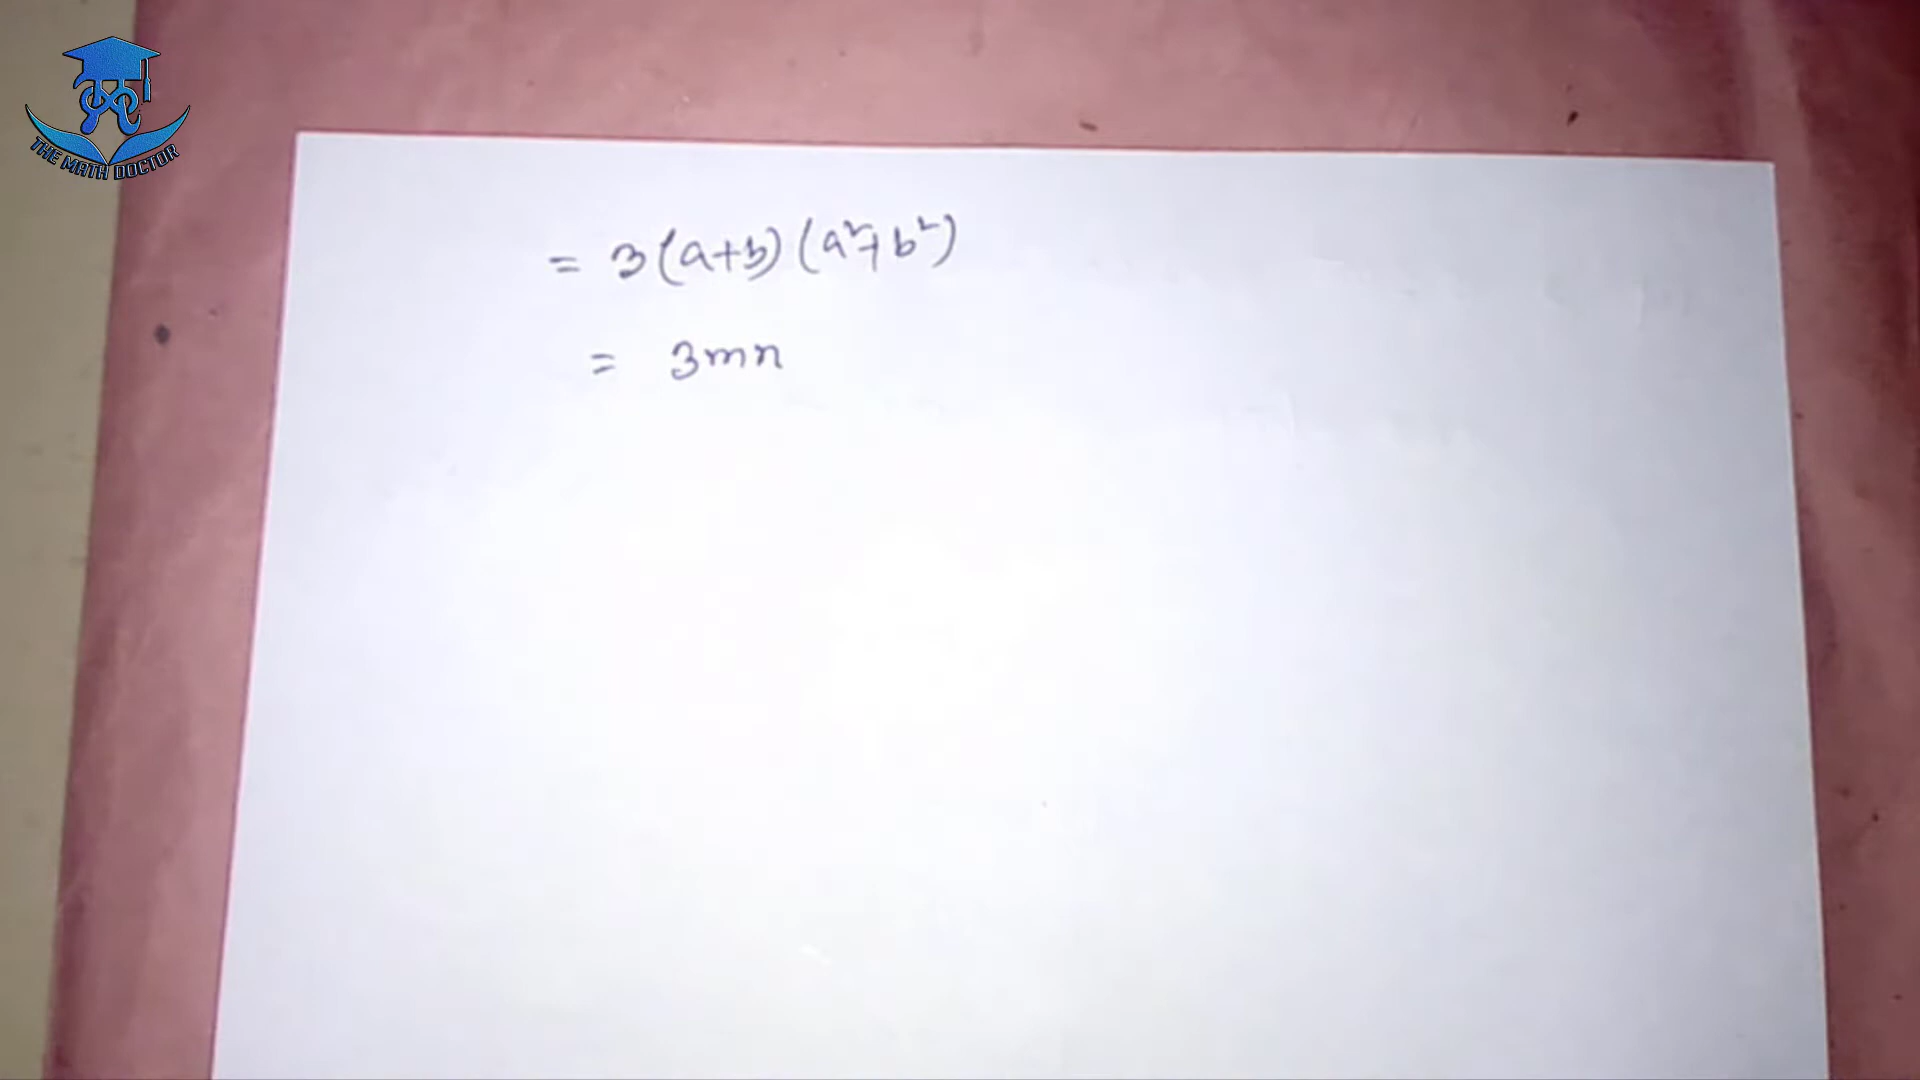 THE MATH DOCTOR
= 3(a+b)(a²+b²)
= 3mn